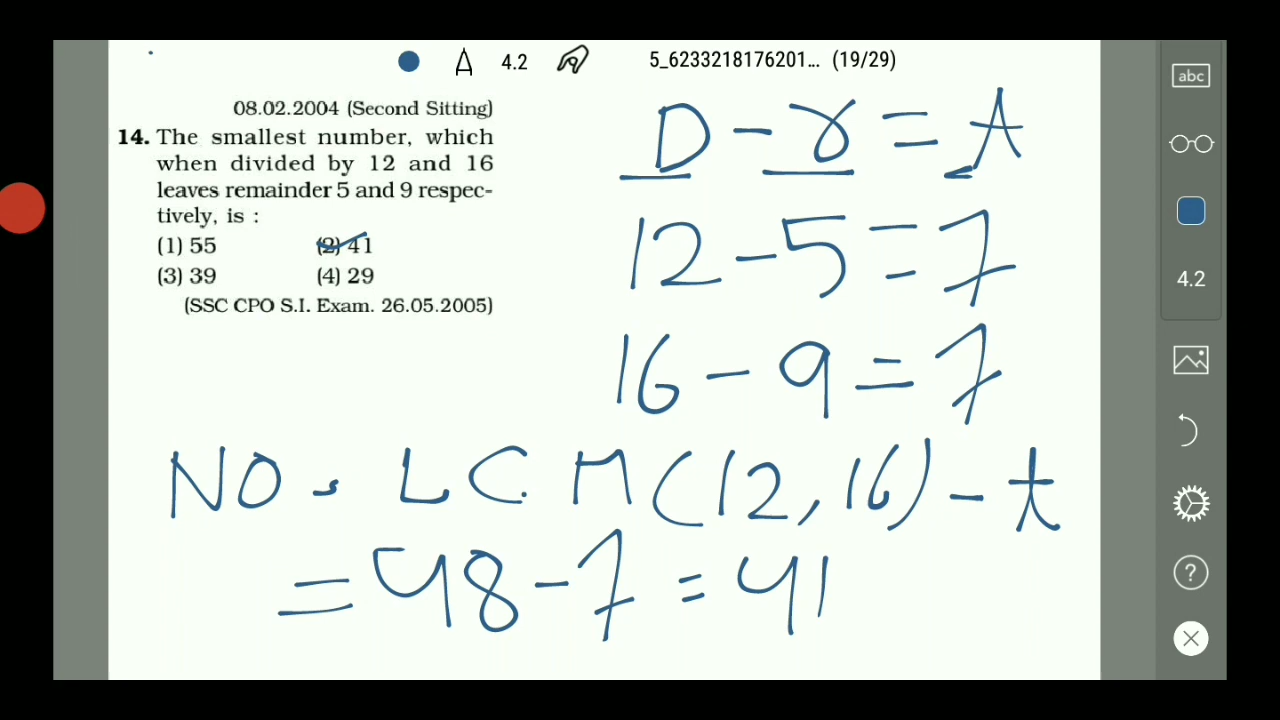 4.2 5_6233218176201... (19/29)
abc
4.2
08.02.2004 (Second Sitting)
14. The smallest number, which
when divided by 12 and 16
leaves remainder 5 and 9 respec-
tively, is :
(1) 55 (2) 41
(3) 39 (4) 29
(SSC CPO S.I. Exam. 26.05.2005)
D - r = t
12 - 5 = 7
16 - 9 = 7
NO. LCM (12, 16) - t
= 48 - 7 = 41